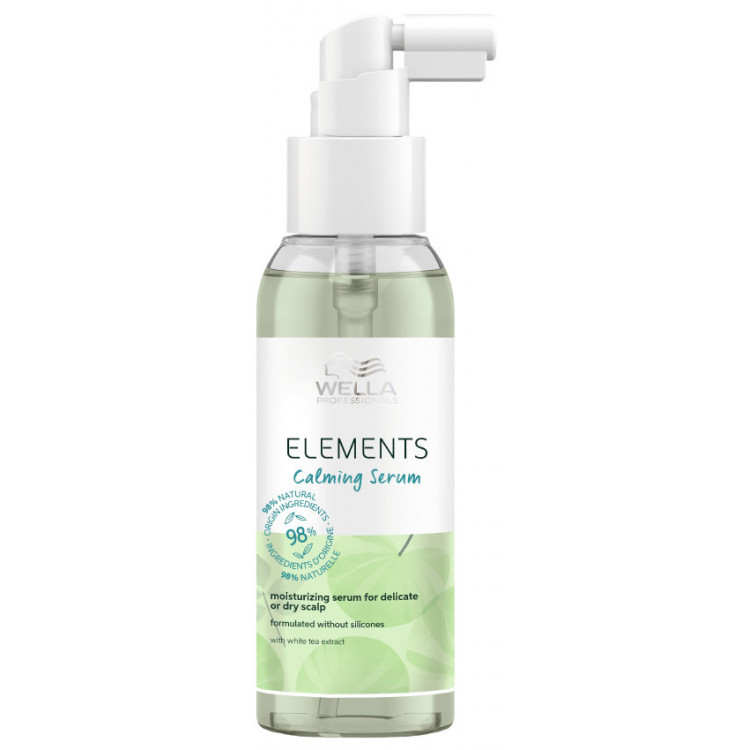 WELLA
PROFESSIONALS
ELEMENTS
Calming Serum
98% NATURAL
ORIGIN INGREDIENTS
98%
INGREDIENTS D'ORIGINE
98% NATURELLE
moisturizing serum for delicate
or dry scalp
formulated without silicones
with white tea extract